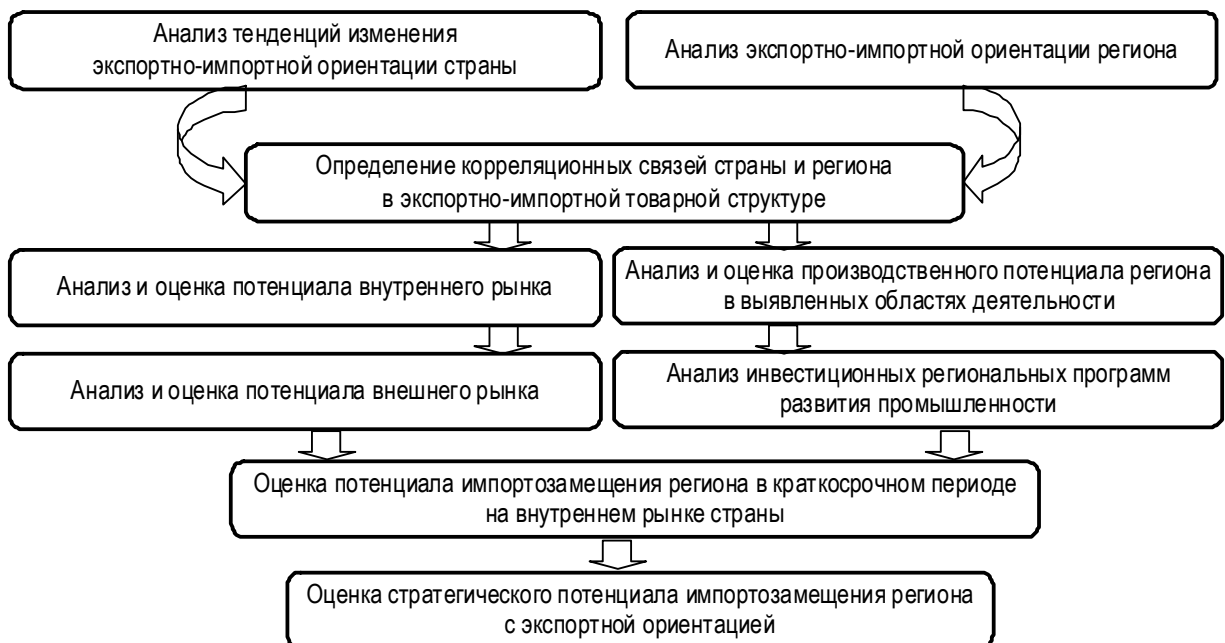 Анализ тенденций изменения
экспортно-импортной ориентации страны
Анализ экспортно-импортной ориентации региона
Определение корреляционных связей страны и региона
в экспортно-импортной товарной структуре
Анализ и оценка потенциала внутреннего рынка
Анализ и оценка производственного потенциала региона
в выявленных областях деятельности
Анализ и оценка потенциала внешнего рынка
Анализ инвестиционных региональных программ
развития промышленности
Оценка потенциала импортозамещения региона в краткосрочном периоде
на внутреннем рынке страны
Оценка стратегического потенциала импортозамещения региона
с экспортной ориентацией